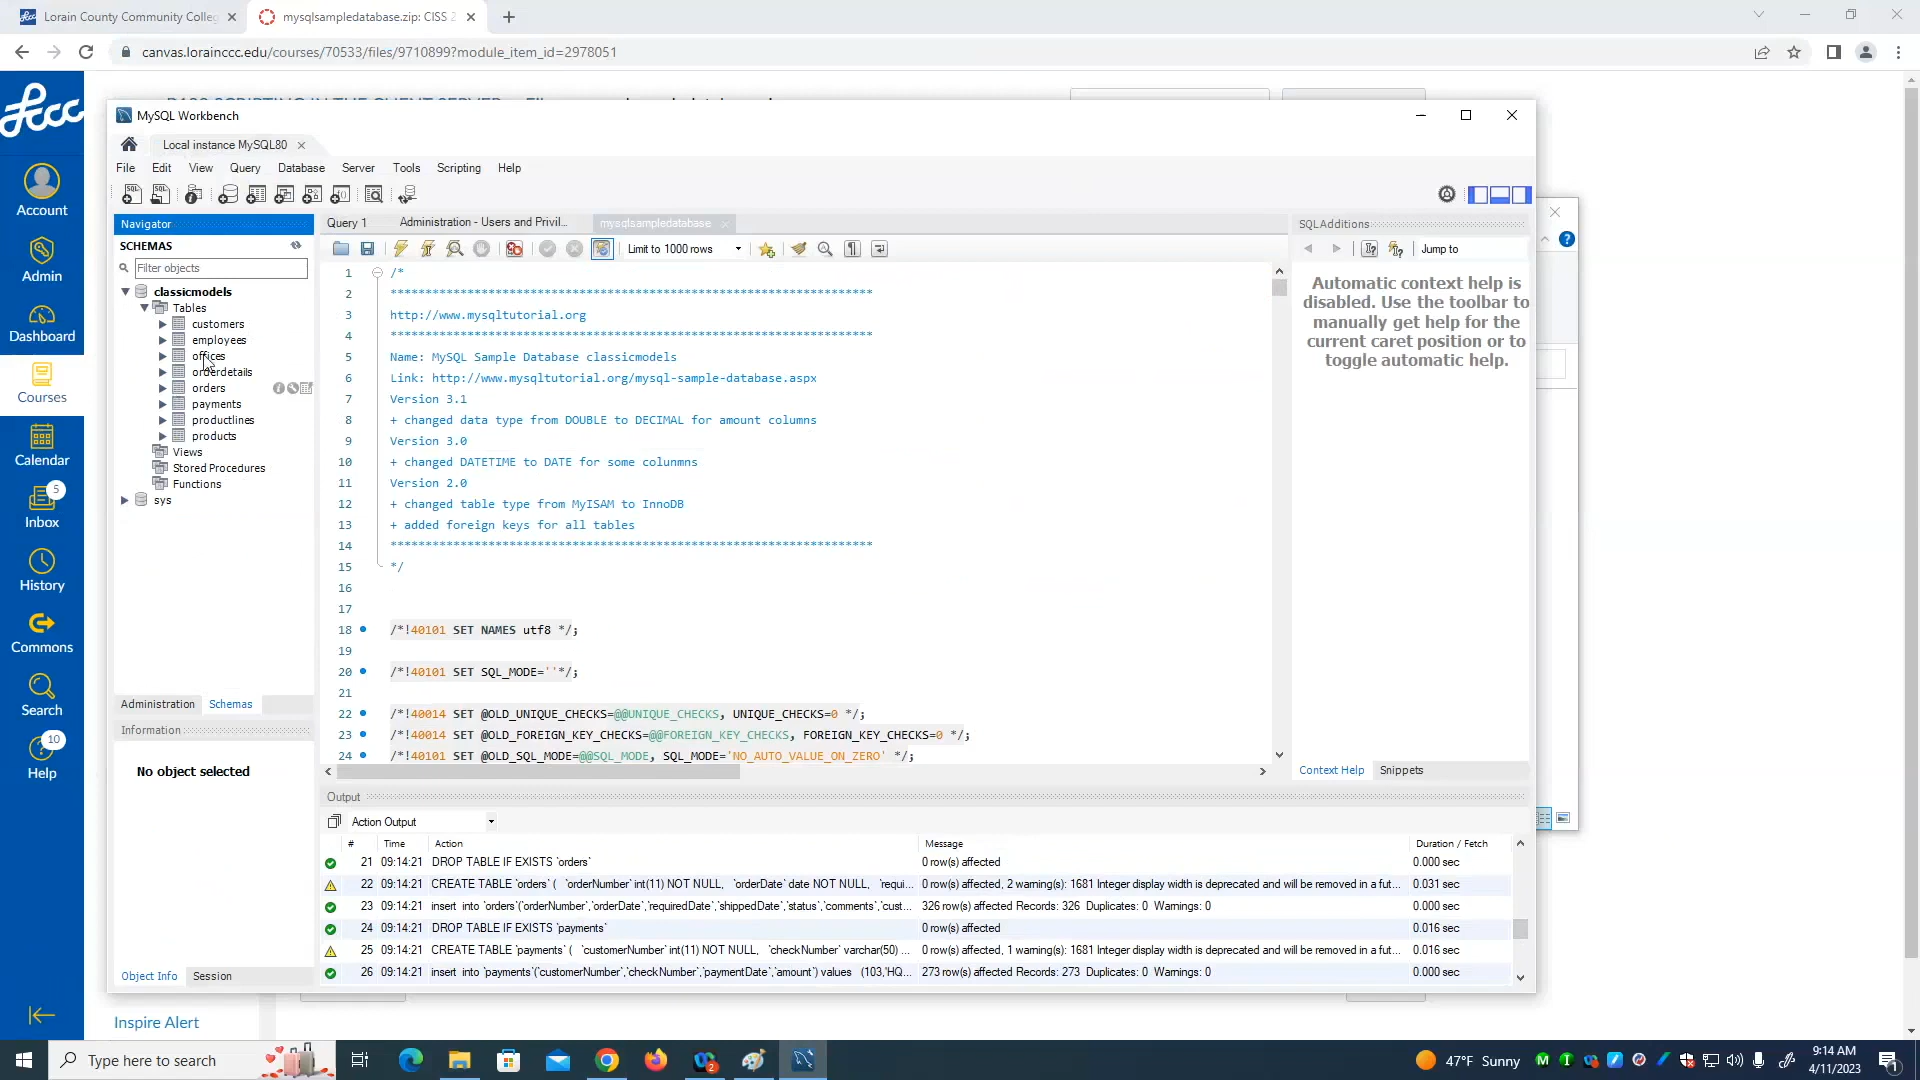 Lorain County Community Colleg
mysqlsampledatabase.zip: CISS 2
canvas.lorainccc.edu/courses/70533/files/9710899?module_item_id=2978051
lccc
Account
Admin
Dashboard
Courses
Calendar
5
Inbox
History
Commons
Search
10
Help
MySQL Workbench
Local instance MySQL80
File Edit View Query Database Server Tools Scripting Help
Navigator
SCHEMAS
Filter objects
classicmodels
Tables
customers
employees
offices
orderdetails
orders
payments
productlines
products
Views
Stored Procedures
Functions
sys
Administration Schemas
Information
No object selected
Object Info Session
Query 1 Administration - Users and Privil... mysqlsampledatabase
Limit to 1000 rows
1 /*
2 *********************************************************************
3 http://www.mysqltutorial.org
4 *********************************************************************
5 Name: MySQL Sample Database classicmodels
6 Link: http://www.mysqltutorial.org/mysql-sample-database.aspx
7 Version 3.1
8 + changed data type from DOUBLE to DECIMAL for amount columns
9 Version 3.0
10 + changed DATETIME to DATE for some colunmns
11 Version 2.0
12 + changed table type from MyISAM to InnoDB
13 + added foreign keys for all tables
14 *********************************************************************
15 */
16
17
18 /*!40101 SET NAMES utf8 */;
19
20 /*!40101 SET SQL_MODE=''*/;
21
22 /*!40014 SET @OLD_UNIQUE_CHECKS=@@UNIQUE_CHECKS, UNIQUE_CHECKS=0 */;
23 /*!40014 SET @OLD_FOREIGN_KEY_CHECKS=@@FOREIGN_KEY_CHECKS, FOREIGN_KEY_CHECKS=0 */;
24 /*!40101 SET @OLD_SQL_MODE=@@SQL_MODE, SQL_MODE='NO_AUTO_VALUE_ON_ZERO' */;
SQLAdditions
Jump to
Automatic context help is
disabled. Use the toolbar to
manually get help for the
current caret position or to
toggle automatic help.
Context Help Snippets
Output
Action Output
# Time Action Message Duration / Fetch
21 09:14:21 DROP TABLE IF EXISTS `orders` 0 row(s) affected 0.000 sec
22 09:14:21 CREATE TABLE `orders` ( `orderNumber` int(11) NOT NULL, `orderDate` date NOT NULL, `requi... 0 row(s) affected, 2 warning(s): 1681 Integer display width is deprecated and will be removed in a fut... 0.031 sec
23 09:14:21 insert into `orders`(`orderNumber`,`orderDate`,`requiredDate`,`shippedDate`,`status`,`comments`,`cust... 326 row(s) affected Records: 326 Duplicates: 0 Warnings: 0 0.000 sec
24 09:14:21 DROP TABLE IF EXISTS `payments` 0 row(s) affected 0.016 sec
25 09:14:21 CREATE TABLE `payments` ( `customerNumber` int(11) NOT NULL, `checkNumber` varchar(50) ... 0 row(s) affected, 1 warning(s): 1681 Integer display width is deprecated and will be removed in a fut... 0.016 sec
26 09:14:21 insert into `payments`(`customerNumber`,`checkNumber`,`paymentDate`,`amount`) values (103,'HQ... 273 row(s) affected Records: 273 Duplicates: 0 Warnings: 0 0.000 sec
Inspire Alert
Type here to search
2
47°F Sunny
9:14 AM
4/11/2023
1